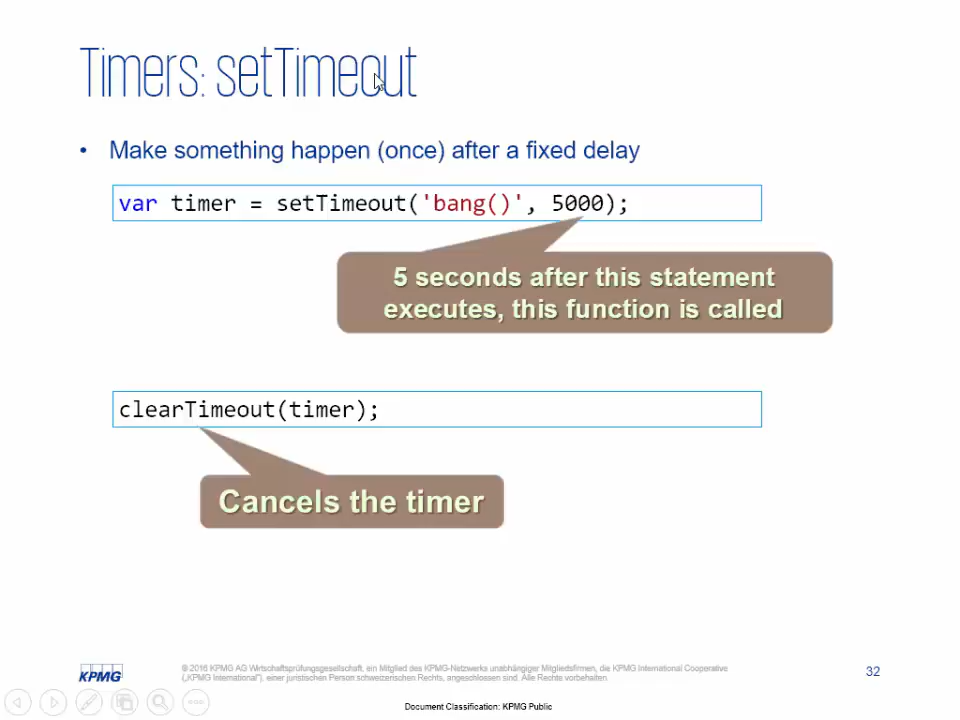 Timers: setTimeout
• Make something happen (once) after a fixed delay
var timer = setTimeout('bang()', 5000);
5 seconds after this statement
executes, this function is called
clearTimeout(timer);
Cancels the timer
KPMG
© 2016 KPMG AG Wirtschaftsprüfungsgesellschaft, ein Mitglied des KPMG-Netzwerks unabhängiger Mitgliedsfirmen, die KPMG International Cooperative
(„KPMG International“), einer juristischen Person schweizerischen Rechts, angeschlossen sind. Alle Rechte vorbehalten.
32
Document Classification: KPMG Public